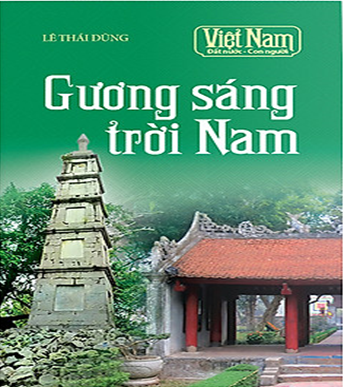 LÊ THÁI DŨNG
Việt Nam
Đất nước - Con người
Gương sáng
trời Nam